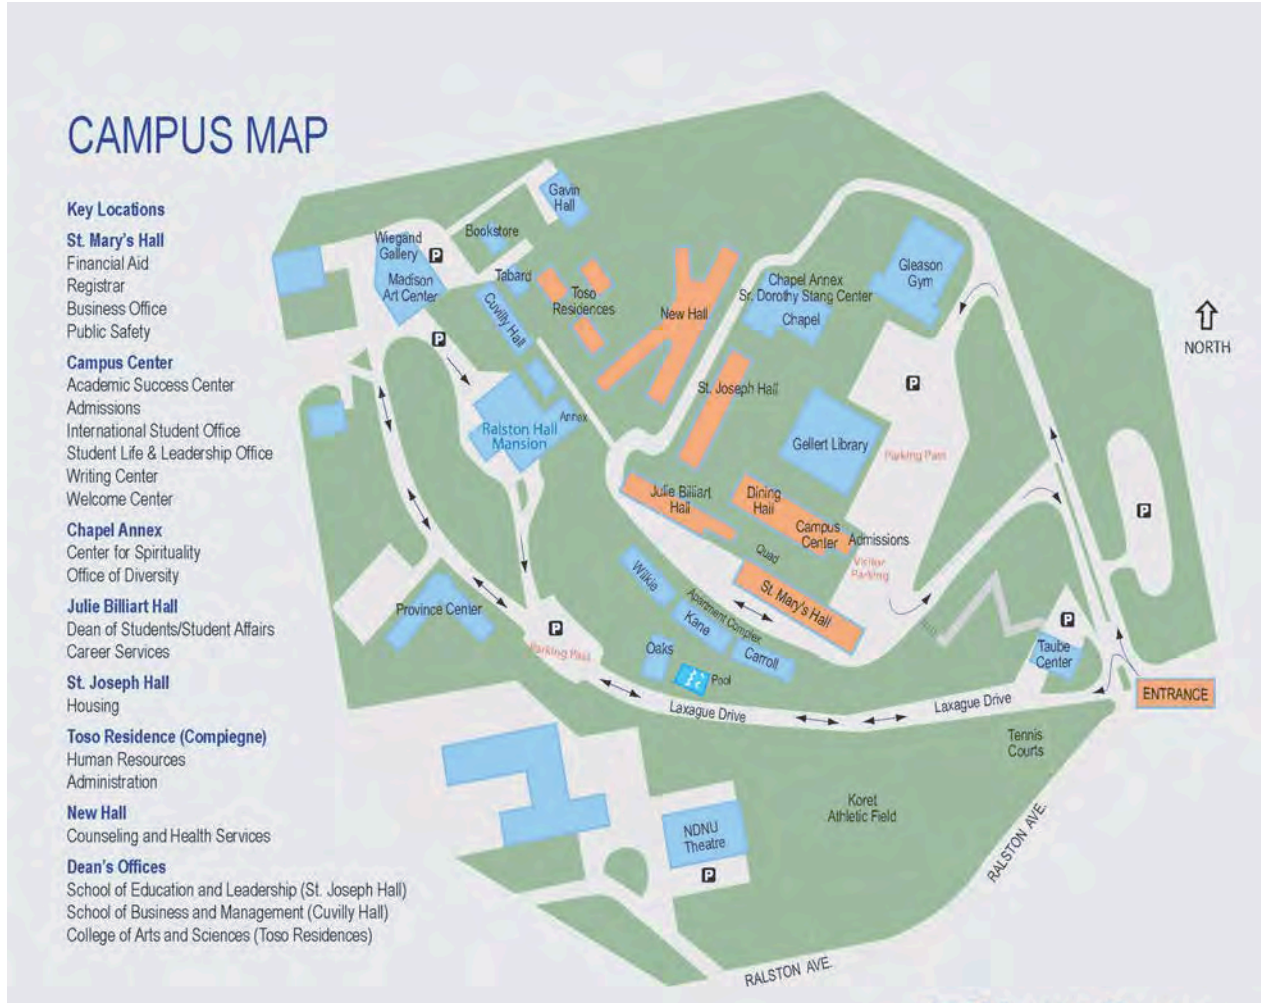 CAMPUS MAP
Key Locations
St. Mary's Hall
Financial Aid
Registrar
Business Office
Public Safety
Campus Center
Academic Success Center
Admissions
International Student Office
Student Life & Leadership Office
Writing Center
Welcome Center
Chapel Annex
Center for Spirituality
Office of Diversity
Julie Billiart Hall
Dean of Students/Student Affairs
Career Services
St. Joseph Hall
Housing
Toso Residence (Compiegne)
Human Resources
Administration
New Hall
Counseling and Health Services
Dean's Offices
School of Education and Leadership (St. Joseph Hall)
School of Business and Management (Cuvilly Hall)
College of Arts and Sciences (Toso Residences)
Gavin
Hall
Bookstore
Wiegand
Gallery
P
Madison
Art Center
Tabard
Cuvilly Hall
Toso
Residences
New Hall
Chapel Annex
Sr. Dorothy Stang Center
Chapel
Gleason
Gym
NORTH
P
P
St. Joseph Hall
Ralston Hall
Mansion
Annex
Gellert Library
Parking Pass
Julie Billiart
Hall
Dining
Hall
Campus
Center
Admissions
Visitor
Parking
P
Quad
Wilkie
Apartment Complex
Kane
Carroll
St. Mary's Hall
Province Center
P
Parking Pass
Oaks
Pool
P
Taube
Center
ENTRANCE
Laxague Drive
Laxague Drive
Tennis
Courts
Koret
Athletic Field
NDNU
Theatre
P
RALSTON AVE.
RALSTON AVE.